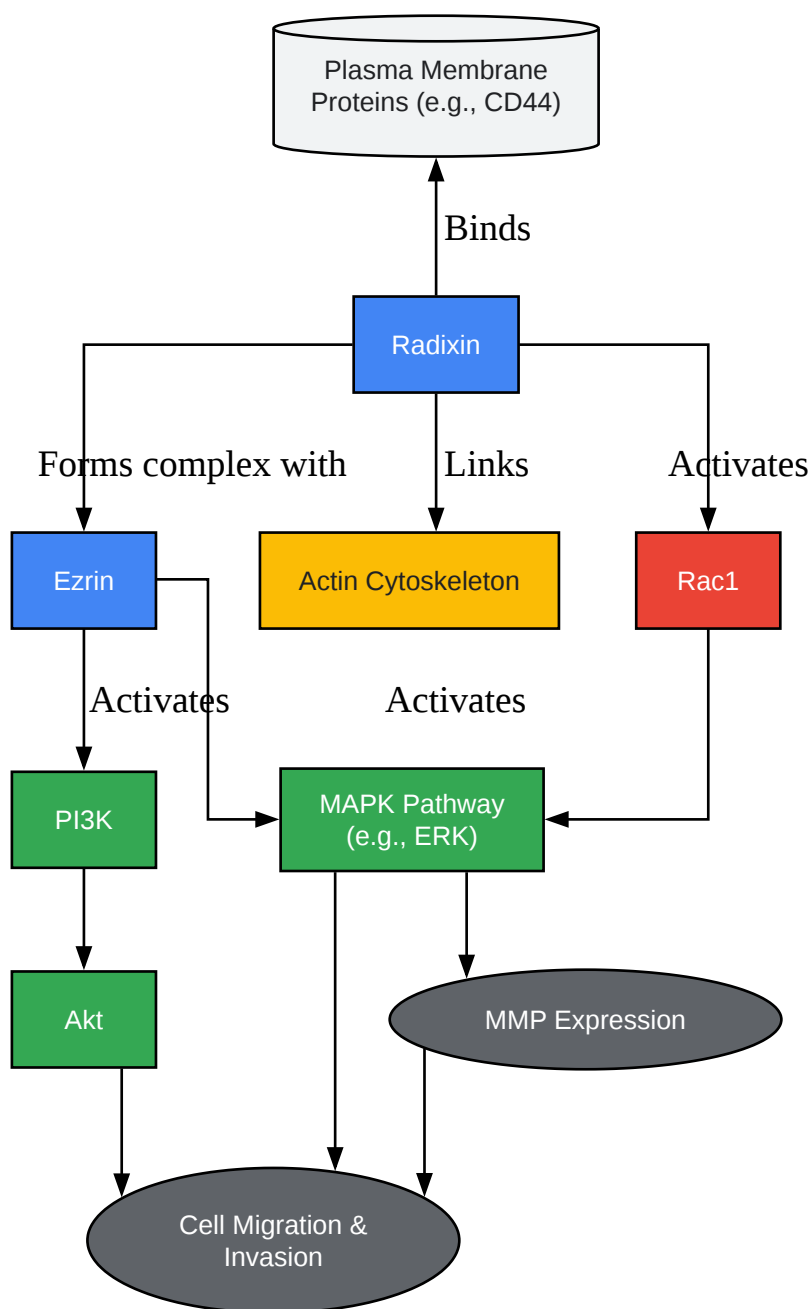 Plasma Membrane
Proteins (e.g., CD44)
Binds
Radixin
Forms complex with
Links
Activates
Ezrin
Actin Cytoskeleton
Rac1
Activates
Activates
PI3K
MAPK Pathway
(e.g., ERK)
Akt
MMP Expression
Cell Migration &
Invasion